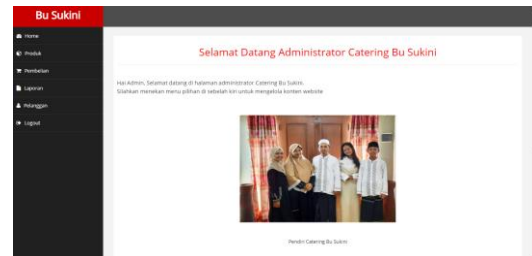 Bu Sukini
Home
Produk
Pembelian
Laporan
Pelanggan
Logout
Selamat Datang Administrator Catering Bu Sukini
Hai Admin, Selamat datang di halaman administrator Catering Bu Sukini.
Silahkan menekan menu pilihan di sebelah kiri untuk mengelola konten website
Pendiri Catering Bu Sukini